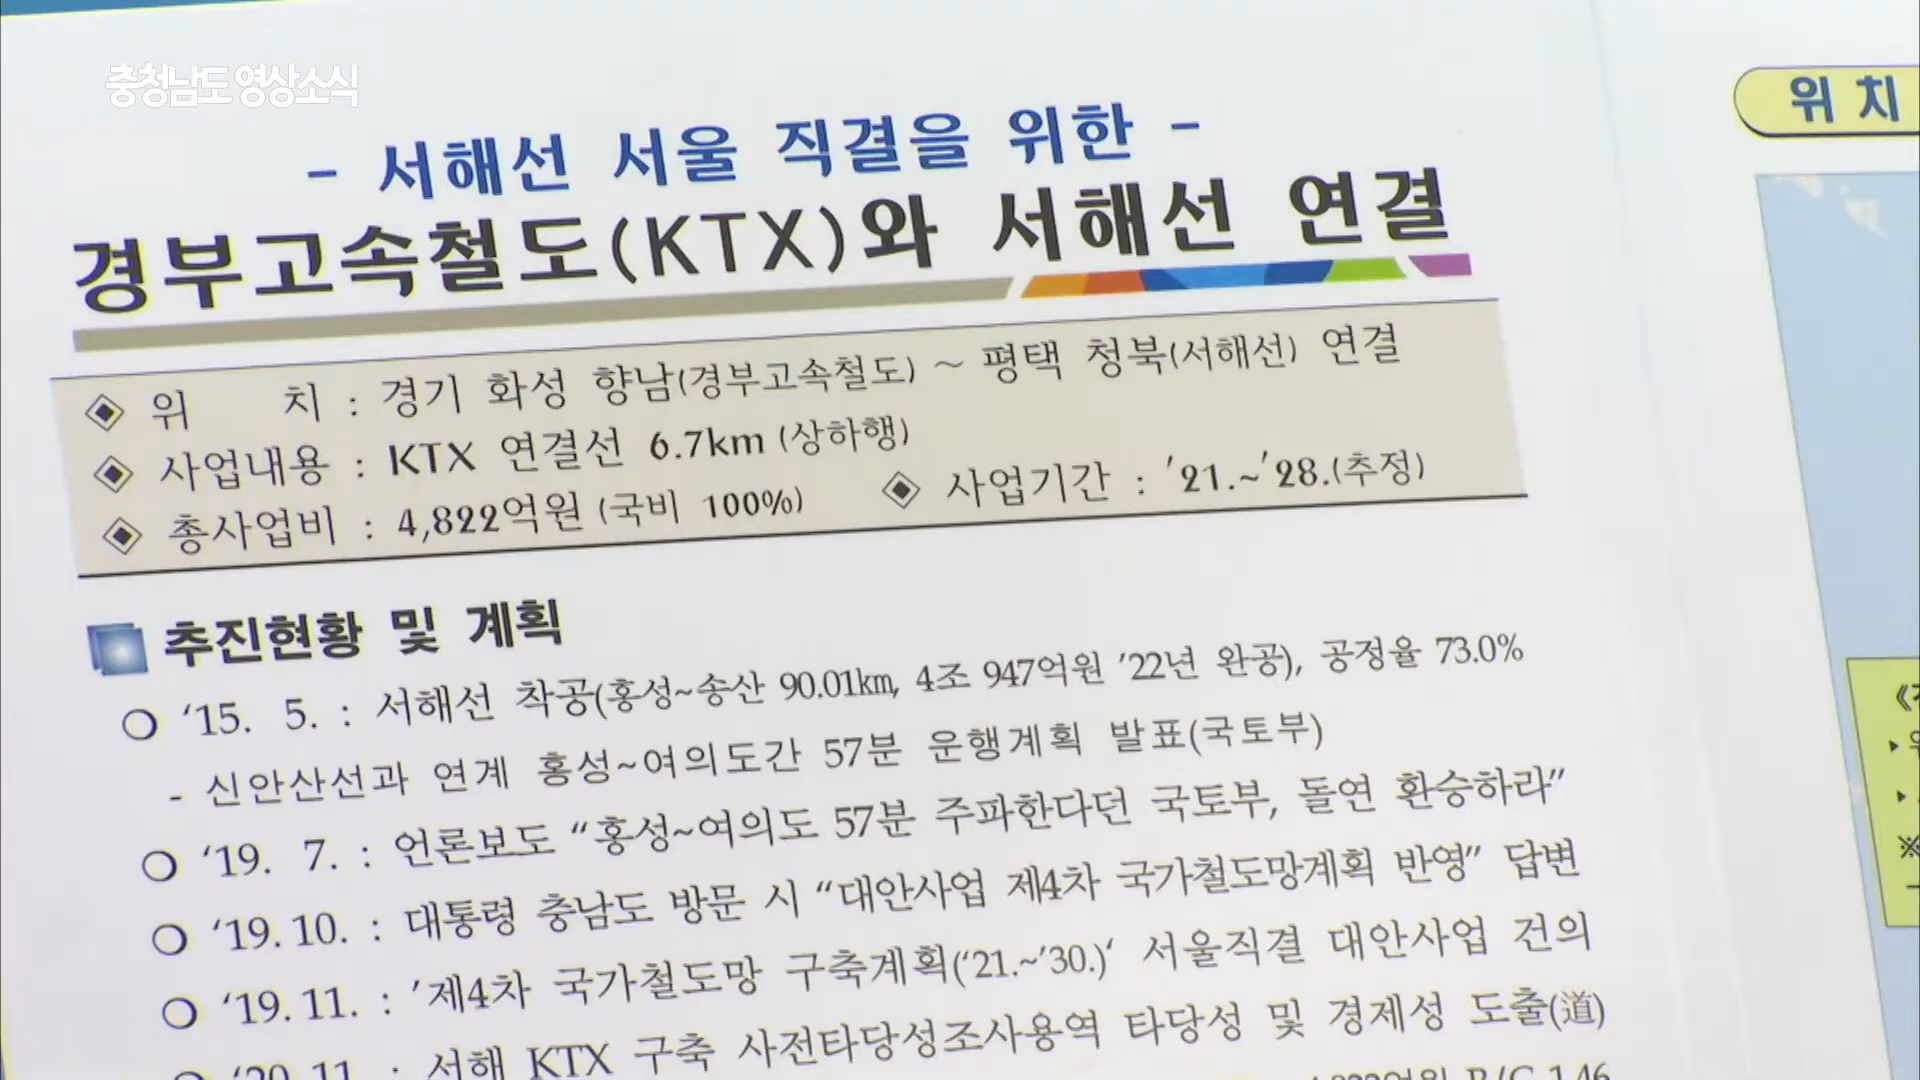 충청남도 영상소식
- 서해선 서울 직결을 위한 -
경부고속철도(KTX)와 서해선 연결
◈ 위 치 : 경기 화성 향남(경부고속철도) ~ 평택 청북(서해선) 연결
◈ 사업내용 : KTX 연결선 6.7km (상하행)
◈ 총사업비 : 4,822억원 (국비 100%) ◈ 사업기간 : '21.~'28.(추정)
추진현황 및 계획
○ ‘15. 5. : 서해선 착공(홍성~송산 90.01㎞, 4조 947억원 ’22년 완공), 공정율 73.0%
- 신안산선과 연계 홍성~여의도간 57분 운행계획 발표(국토부)
○ ‘19. 7. : 언론보도 “홍성~여의도 57분 주파한다던 국토부, 돌연 환승하라”
○ ‘19. 10. : 대통령 충남도 방문 시 “대안사업 제4차 국가철도망계획 반영” 답변
○ ‘19. 11. : ’제4차 국가철도망 구축계획(‘21.~’30.)‘ 서울직결 대안사업 건의
○ ‘20. 11. : 서해 KTX 구축 사전타당성조사용역 타당성 및 경제성 도출(道)
B/C 1.46
위 치